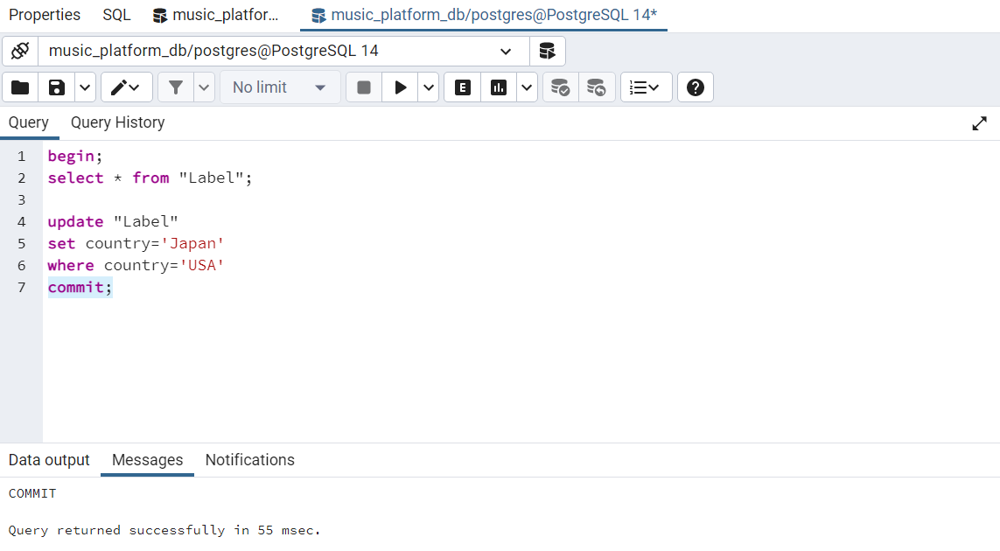 Properties SQL music_platfor... music_platform_db/postgres@PostgreSQL 14*
music_platform_db/postgres@PostgreSQL 14
No limit E ?
Query Query History
1 begin;
2 select * from "Label";
3
4 update "Label"
5 set country='Japan'
6 where country='USA'
7 commit;
Data output Messages Notifications
COMMIT
Query returned successfully in 55 msec.